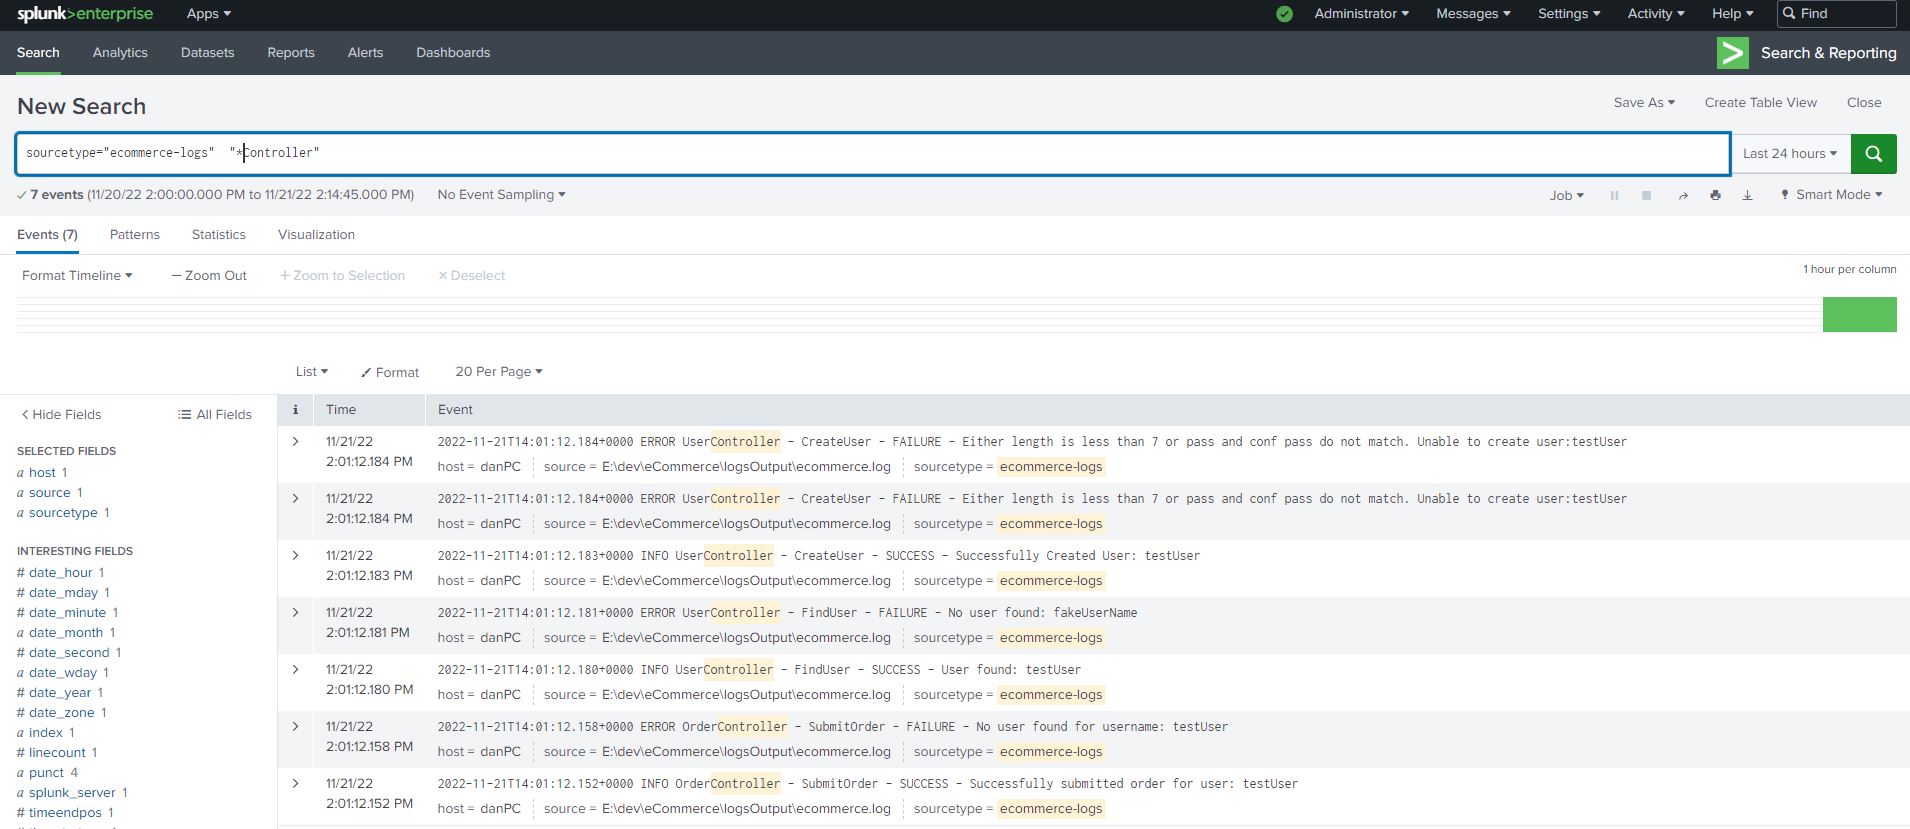 splunk>enterprise Apps Administrator Messages Settings Activity Help Find
Search Analytics Datasets Reports Alerts Dashboards > Search & Reporting
New Search Save As Create Table View Close
sourcetype="ecommerce-logs"  "*Controller" Last 24 hours
7 events (11/20/22 2:00:00.000 PM to 11/21/22 2:14:45.000 PM) No Event Sampling Job Smart Mode
Events (7) Patterns Statistics Visualization
Format Timeline − Zoom Out + Zoom to Selection × Deselect 1 hour per column
List Format 20 Per Page
< Hide Fields All Fields
SELECTED FIELDS
a host 1
a source 1
a sourcetype 1
INTERESTING FIELDS
# date_hour 1
# date_mday 1
# date_minute 1
a date_month 1
# date_second 1
a date_wday 1
# date_year 1
# date_zone 1
a index 1
# linecount 1
a punct 4
a splunk_server 1
# timeendpos 1
i Time Event
11/21/22 2022-11-21T14:01:12.184+0000 ERROR UserController - CreateUser - FAILURE - Either length is less than 7 or pass and conf pass do not match. Unable to create user:testUser
2:01:12.184 PM host = danPC source = E:\dev\eCommerce\logsOutput\ecommerce.log sourcetype = ecommerce-logs
11/21/22 2022-11-21T14:01:12.184+0000 ERROR UserController - CreateUser - FAILURE - Either length is less than 7 or pass and conf pass do not match. Unable to create user:testUser
2:01:12.184 PM host = danPC source = E:\dev\eCommerce\logsOutput\ecommerce.log sourcetype = ecommerce-logs
11/21/22 2022-11-21T14:01:12.183+0000 INFO UserController - CreateUser - SUCCESS - Successfully Created User: testUser
2:01:12.183 PM host = danPC source = E:\dev\eCommerce\logsOutput\ecommerce.log sourcetype = ecommerce-logs
11/21/22 2022-11-21T14:01:12.181+0000 ERROR UserController - FindUser - FAILURE - No user found: fakeUserName
2:01:12.181 PM host = danPC source = E:\dev\eCommerce\logsOutput\ecommerce.log sourcetype = ecommerce-logs
11/21/22 2022-11-21T14:01:12.180+0000 INFO UserController - FindUser - SUCCESS - User found: testUser
2:01:12.180 PM host = danPC source = E:\dev\eCommerce\logsOutput\ecommerce.log sourcetype = ecommerce-logs
11/21/22 2022-11-21T14:01:12.158+0000 ERROR OrderController - SubmitOrder - FAILURE - No user found for username: testUser
2:01:12.158 PM host = danPC source = E:\dev\eCommerce\logsOutput\ecommerce.log sourcetype = ecommerce-logs
11/21/22 2022-11-21T14:01:12.152+0000 INFO OrderController - SubmitOrder - SUCCESS - Successfully submitted order for user: testUser
2:01:12.152 PM host = danPC source = E:\dev\eCommerce\logsOutput\ecommerce.log sourcetype = ecommerce-logs